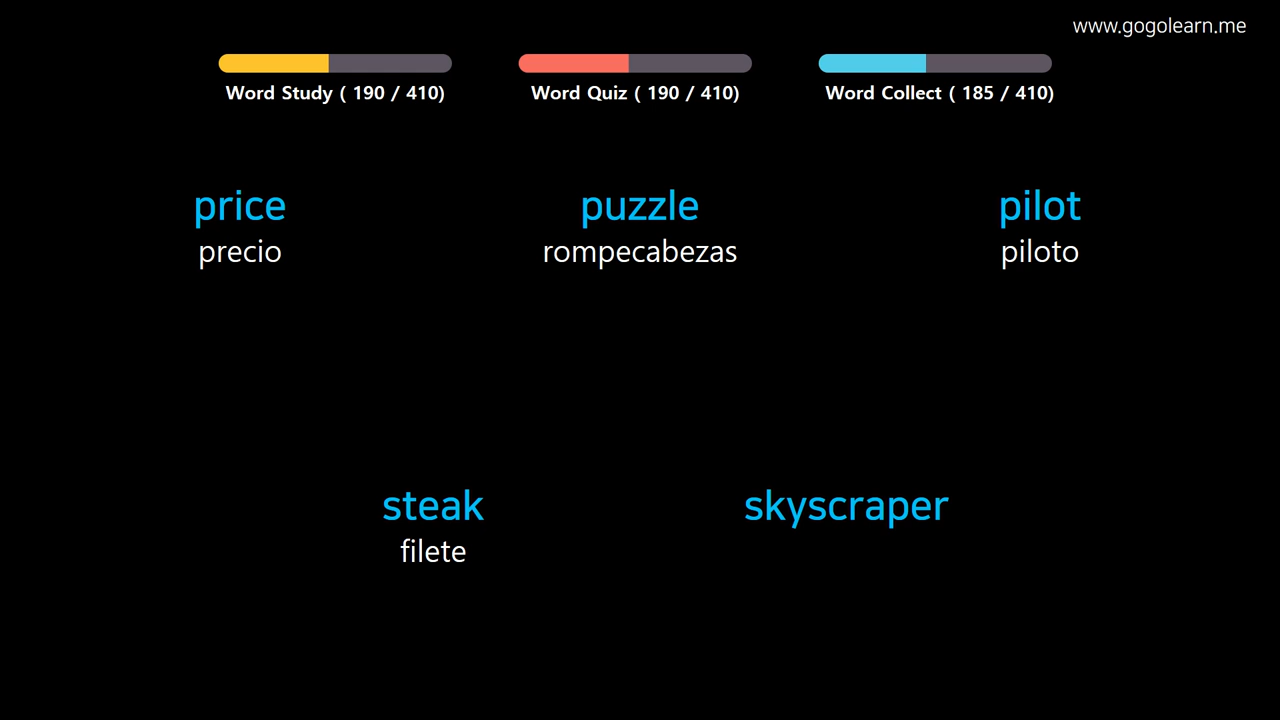 www.gogolearn.me
Word Study ( 190 / 410)
Word Quiz ( 190 / 410)
Word Collect ( 185 / 410)
price
precio
puzzle
rompecabezas
pilot
piloto
steak
filete
skyscraper